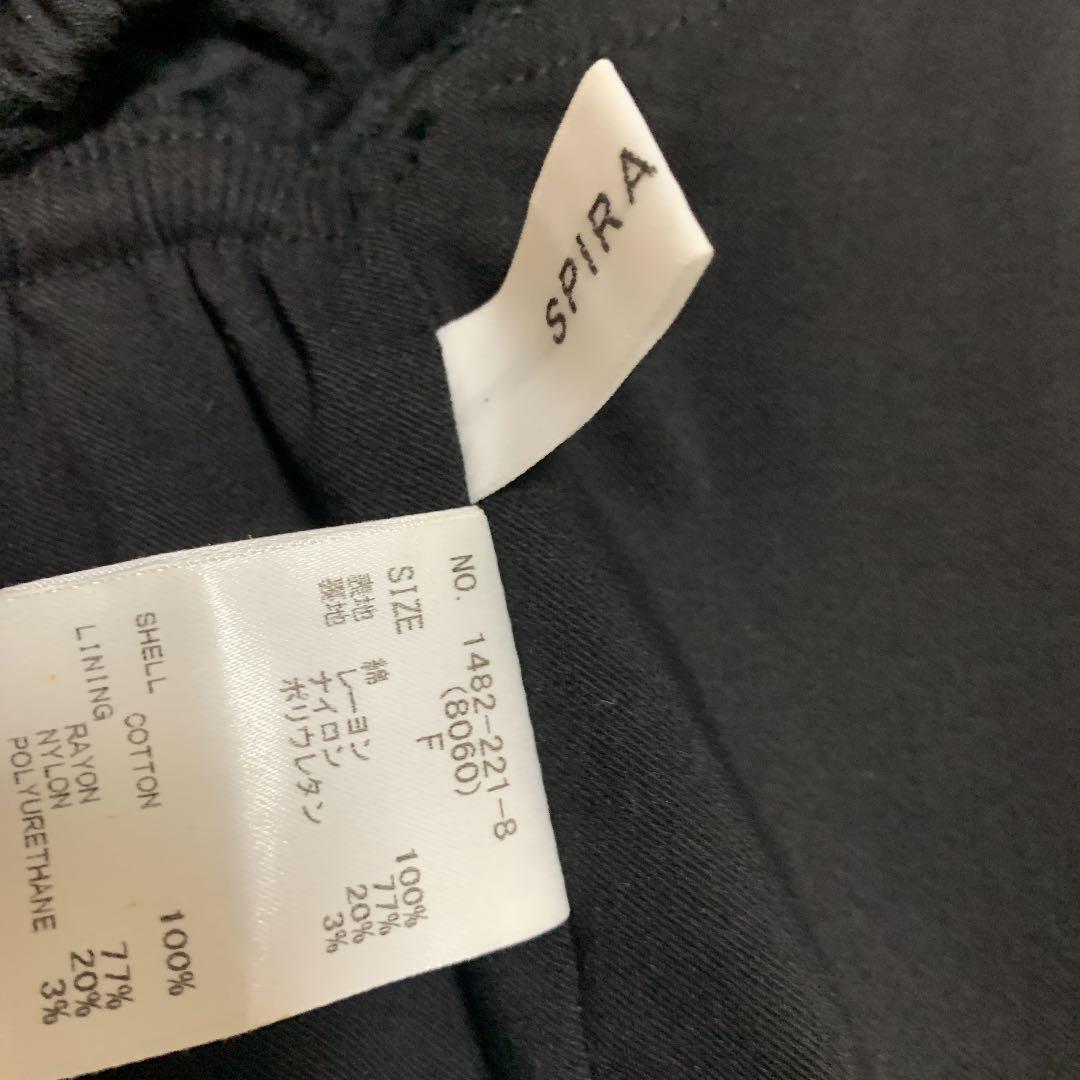 SPIRA
NO. 1482-221-8
(8060)
SIZE F
表地 綿 100%
裏地 レーヨン 77%
ナイロン 20%
ポリウレタン 3%
SHELL COTTON 100%
LINING RAYON 77%
NYLON 20%
POLYURETHANE 3%